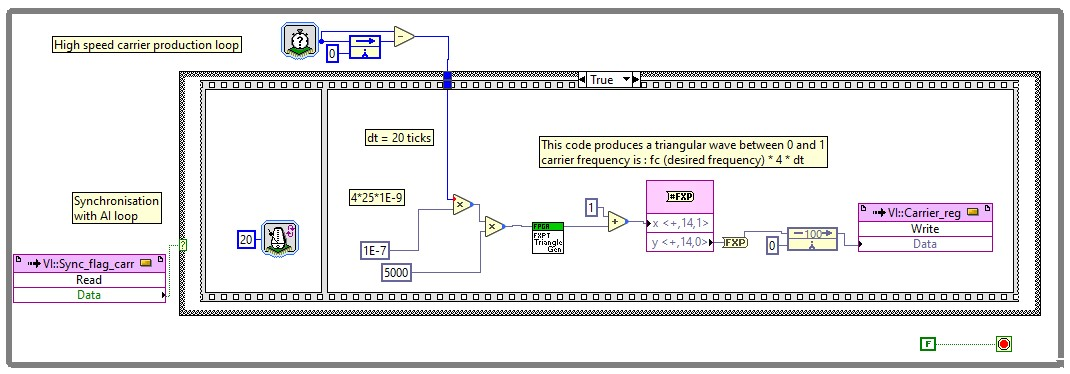 High speed carrier production loop
0
True
dt = 20 ticks
This code produces a triangular wave between 0 and 1
carrier frequency is : fc (desired frequency) * 4 * dt
4*25*1E-9
Synchronisation
with AI loop
#FXP
1
x <+,14,1>
y <+,14,0>
FXP
VI::Carrier_reg
Write
Data
100
0
FPGA
FXPT
Triangle
Gen
20
1E-7
5000
VI::Sync_flag_carr
Read
Data
?
F